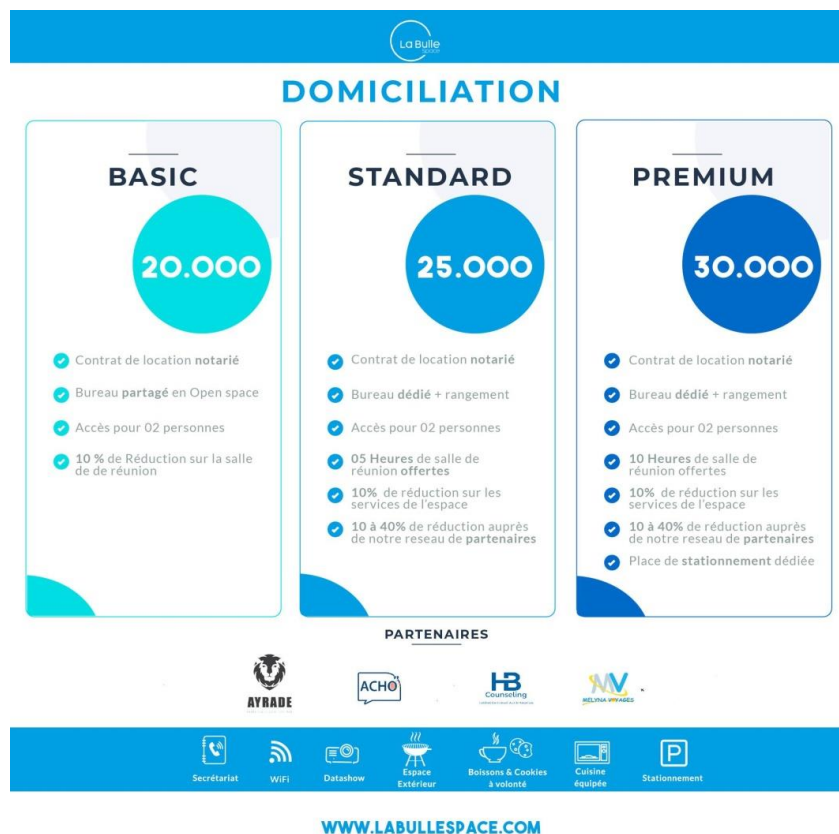 La Bulle
Space
DOMICILIATION
BASIC
20.000
Contrat de location notarié
Bureau partagé en Open space
Accès pour 02 personnes
10 % de Réduction sur la salle
de de réunion
STANDARD
25.000
Contrat de location notarié
Bureau dédié + rangement
Accès pour 02 personnes
05 Heures de salle de
réunion offertes
10% de réduction sur les
services de l'espace
10 à 40% de réduction auprès
de notre reseau de partenaires
PREMIUM
30.000
Contrat de location notarié
Bureau dédié + rangement
Accès pour 02 personnes
10 Heures de salle de
réunion offertes
10% de réduction sur les
services de l'espace
10 à 40% de réduction auprès
de notre reseau de partenaires
Place de stationnement dédiée
PARTENAIRES
AYRADE
ACHO
HB
Counseling
MV
MELYNA VOYAGES
Secrétariat
WiFi
Datashow
Espace
Extérieur
Boissons & Cookies
à volonté
Cuisine
équipée
P
Stationnement
WWW.LABULLESPACE.COM